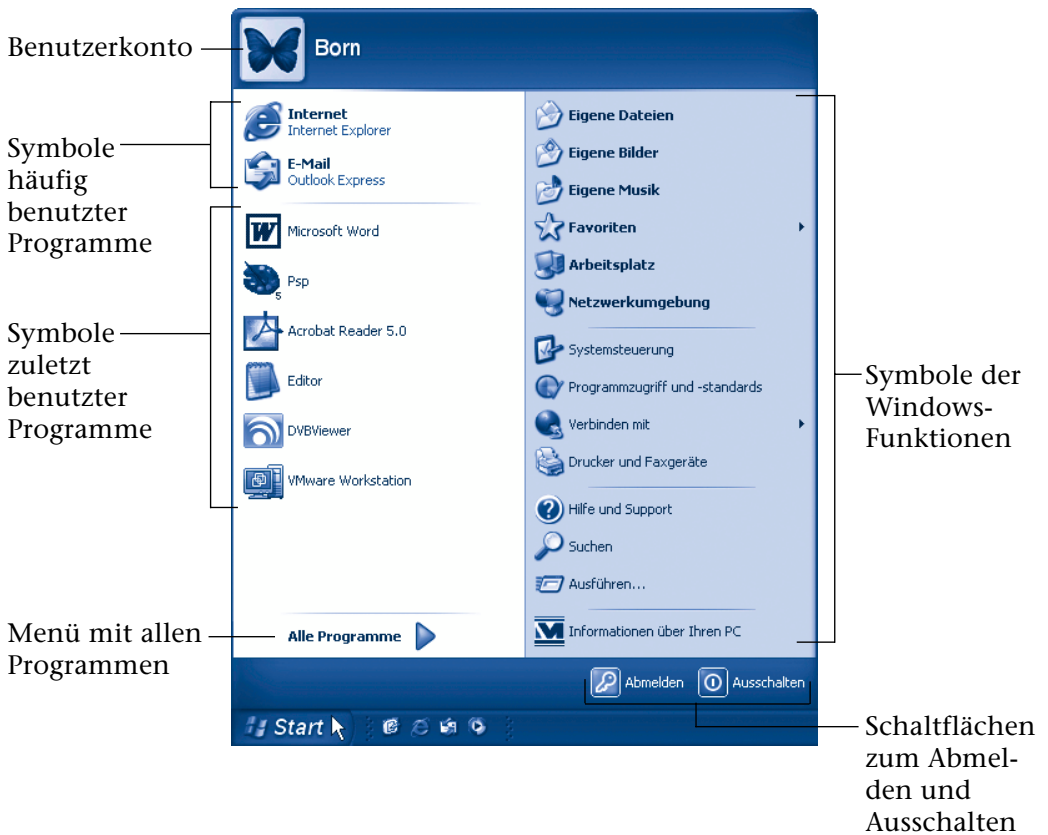 Benutzerkonto
Born
Symbole
häufig
benutzter
Programme
Internet
Internet Explorer
E-Mail
Outlook Express
Symbole
zuletzt
benutzter
Programme
Microsoft Word
Psp
5
Acrobat Reader 5.0
Editor
DVBViewer
VMware Workstation
Menü mit allen
Programmen
Alle Programme
Eigene Dateien
Eigene Bilder
Eigene Musik
Favoriten
Arbeitsplatz
Netzwerkumgebung
Systemsteuerung
Programmzugriff und -standards
Verbinden mit
Drucker und Faxgeräte
Hilfe und Support
Suchen
Ausführen...
Informationen über Ihren PC
Symbole der
Windows-
Funktionen
Abmelden
Ausschalten
Start
Schaltflächen
zum Abmel-
den und
Ausschalten